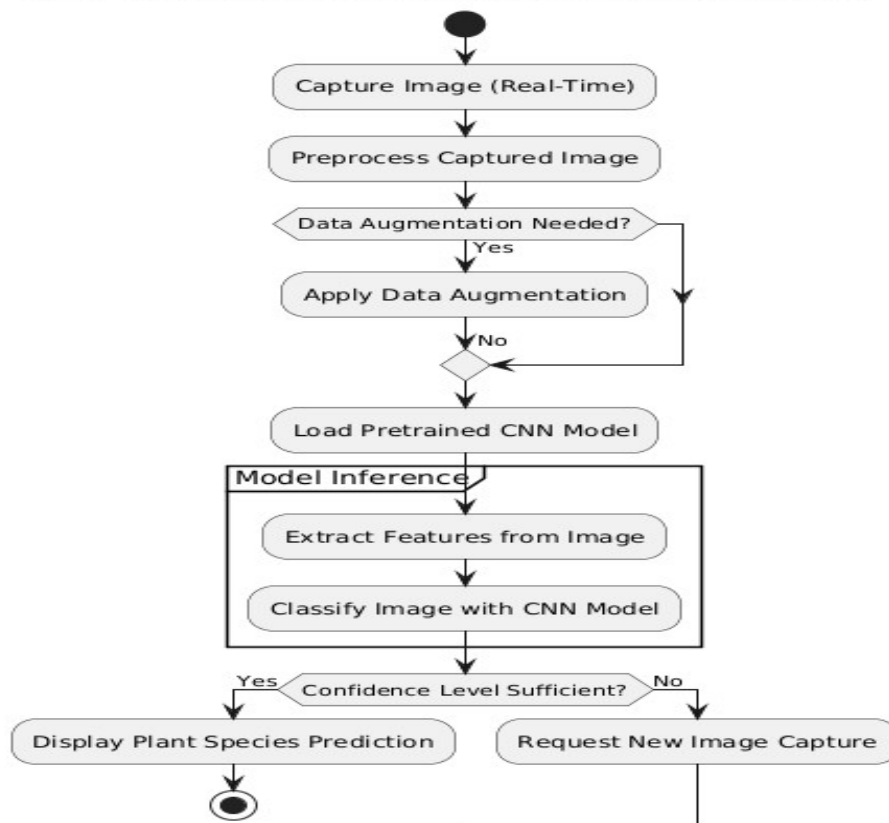 Capture Image (Real-Time)
Preprocess Captured Image
Data Augmentation Needed?
Yes
Apply Data Augmentation
No
Load Pretrained CNN Model
Model Inference
Extract Features from Image
Classify Image with CNN Model
Yes
Confidence Level Sufficient?
No
Display Plant Species Prediction
Request New Image Capture